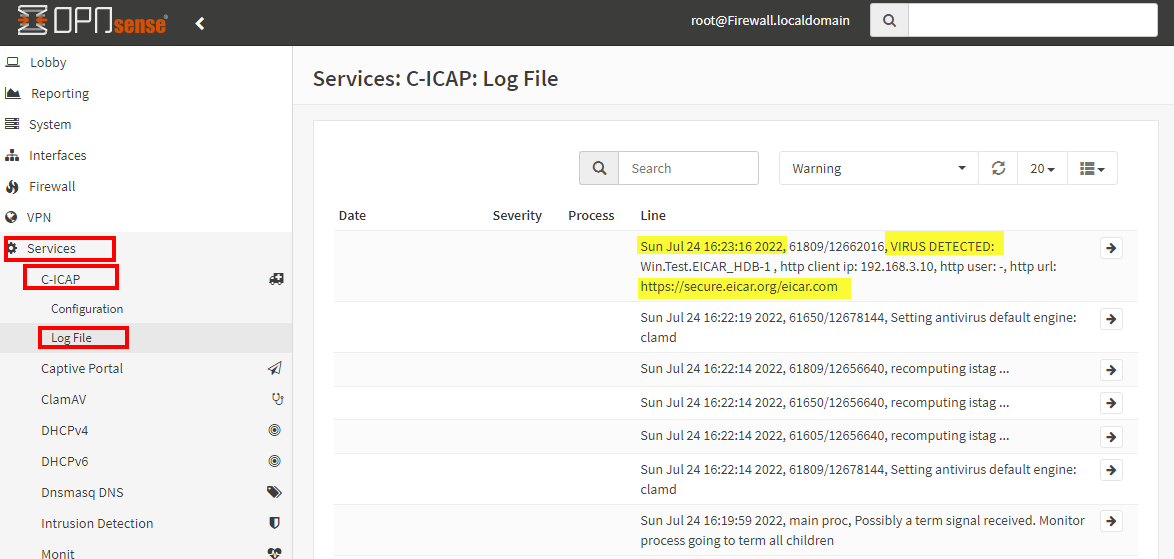 OPNsense
root@Firewall.localdomain
Lobby
Reporting
System
Interfaces
Firewall
VPN
Services
C-ICAP
Configuration
Log File
Captive Portal
ClamAV
DHCPv4
DHCPv6
Dnsmasq DNS
Intrusion Detection
Monit
Services: C-ICAP: Log File
Search
Warning
20
Date Severity Process Line
Sun Jul 24 16:23:16 2022, 61809/12662016, VIRUS DETECTED:
Win.Test.EICAR_HDB-1 , http client ip: 192.168.3.10, http user: -, http url:
https://secure.eicar.org/eicar.com
Sun Jul 24 16:22:19 2022, 61650/12678144, Setting antivirus default engine:
clamd
Sun Jul 24 16:22:14 2022, 61809/12656640, recomputing istag ...
Sun Jul 24 16:22:14 2022, 61650/12656640, recomputing istag ...
Sun Jul 24 16:22:14 2022, 61605/12656640, recomputing istag ...
Sun Jul 24 16:22:14 2022, 61809/12678144, Setting antivirus default engine:
clamd
Sun Jul 24 16:19:59 2022, main proc, Possibly a term signal received. Monitor
process going to term all children